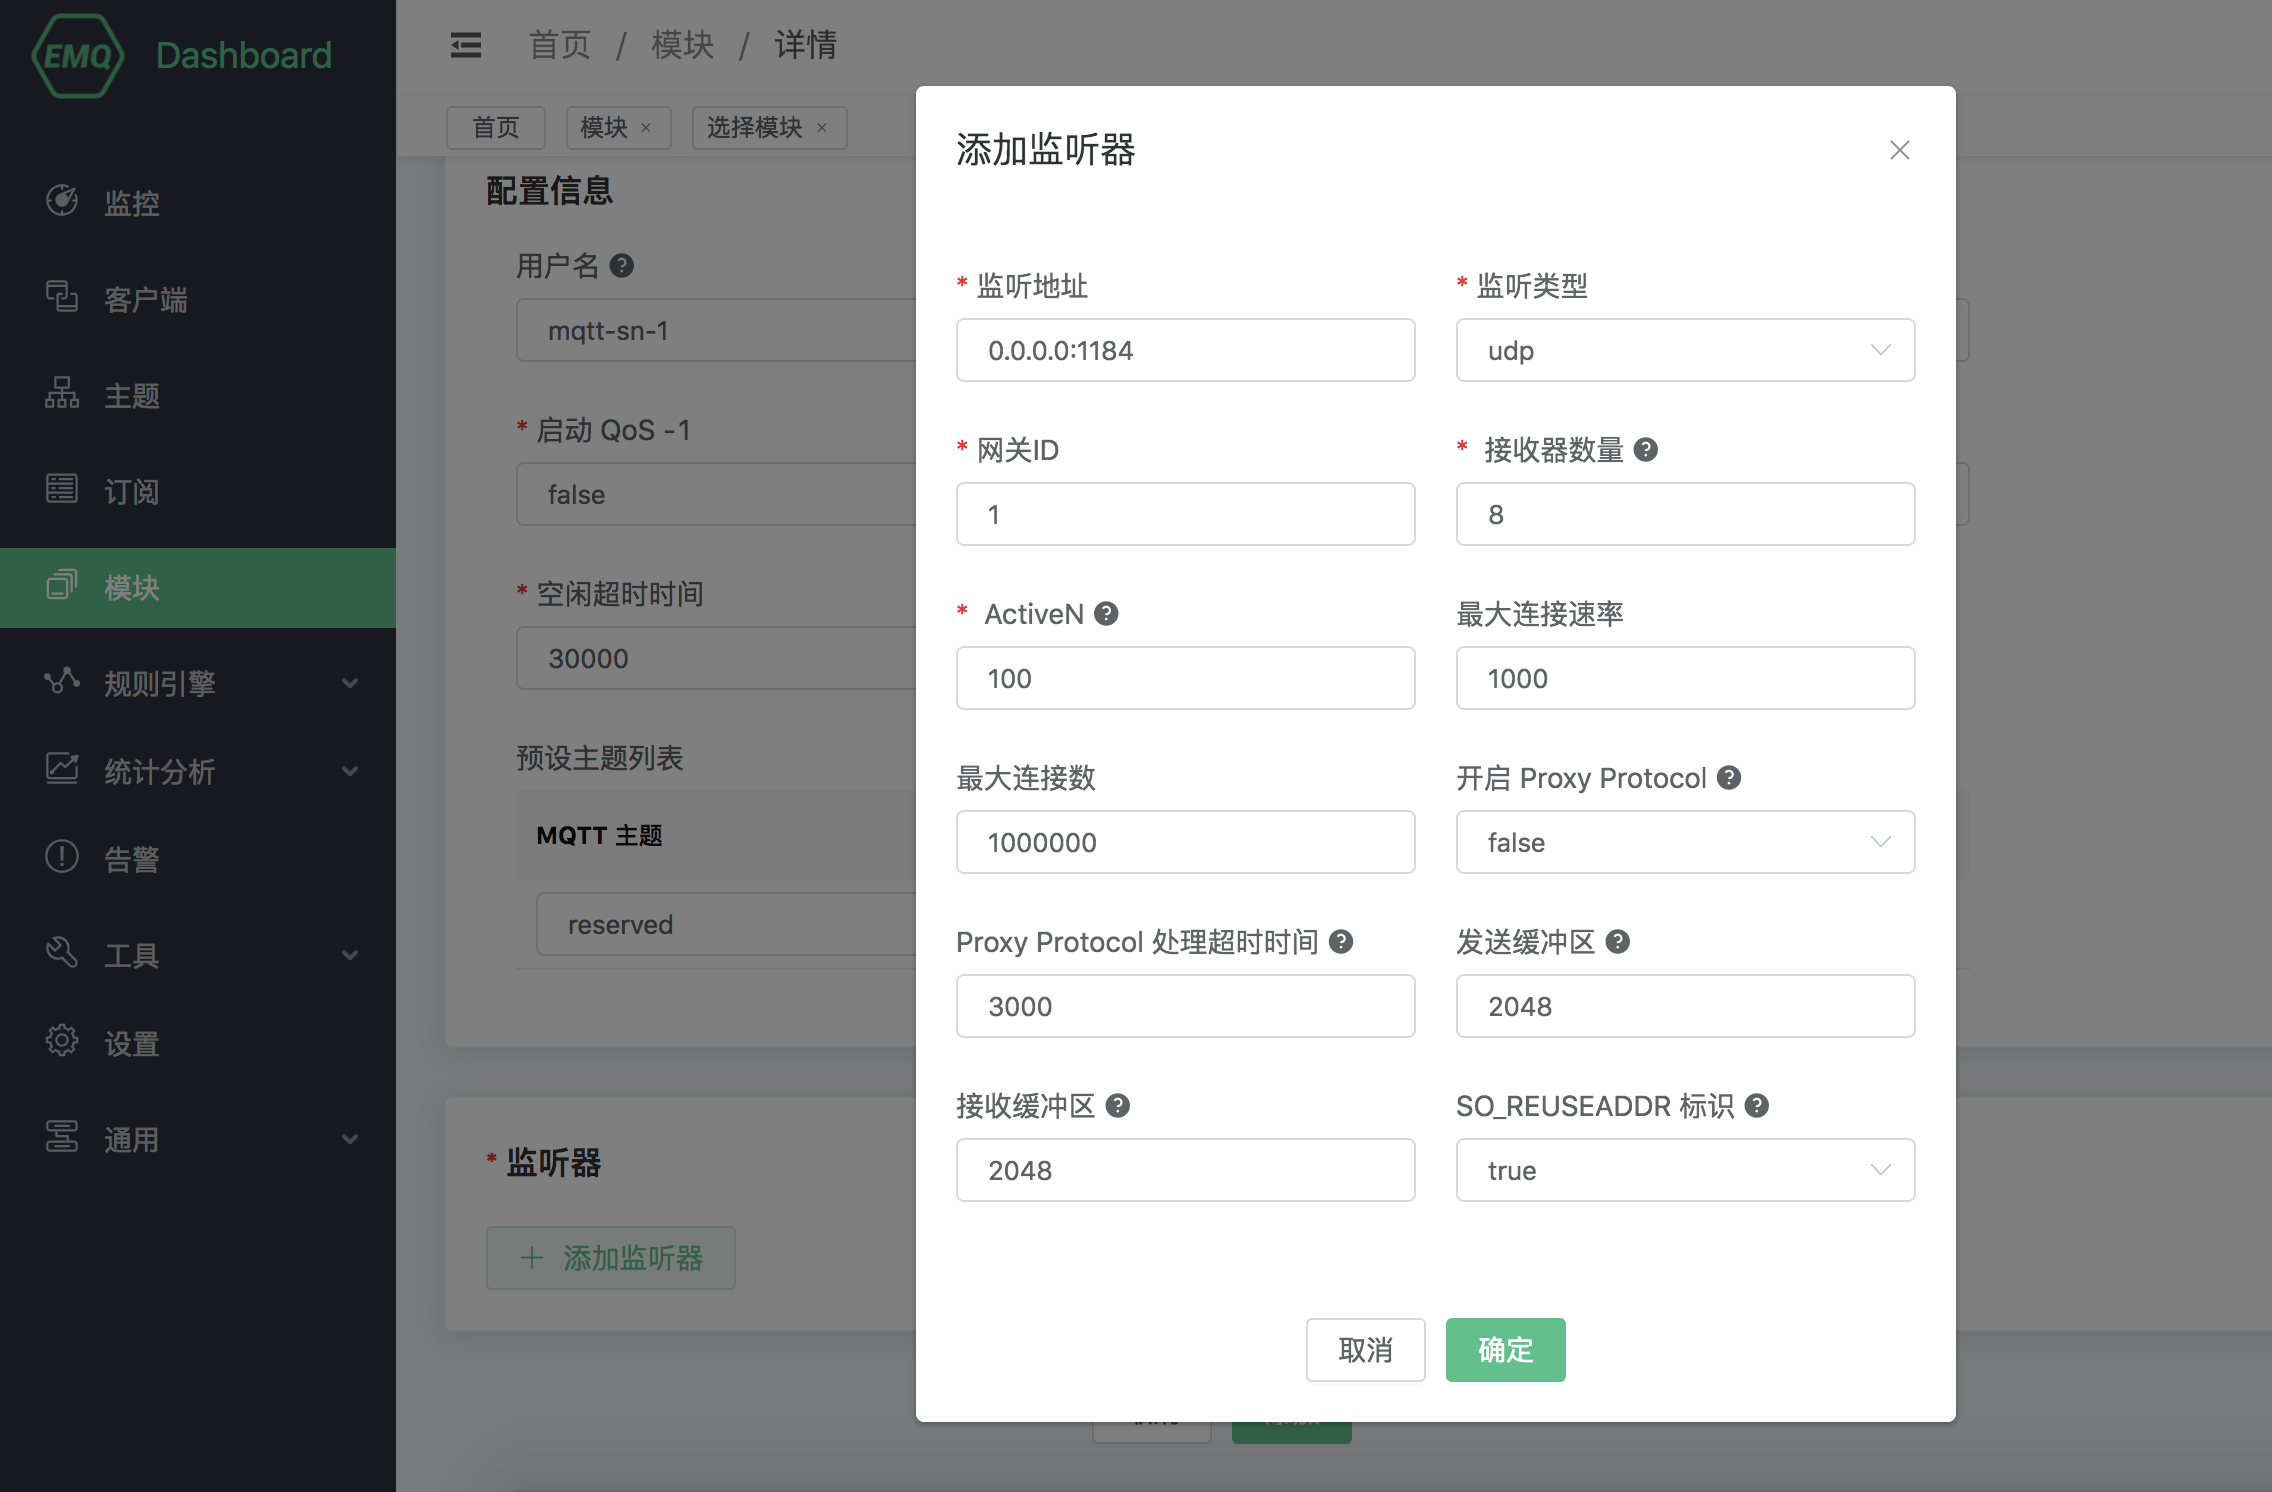 EMQ Dashboard
监控
客户端
主题
订阅
模块
规则引擎
统计分析
告警
工具
设置
通用
首页 / 模块 / 详情
首页 模块 × 选择模块 ×
配置信息
用户名 ?
mqtt-sn-1
* 启动 QoS -1
false
* 空闲超时时间
30000
预设主题列表
MQTT 主题
reserved
* 监听器
+ 添加监听器
添加监听器
* 监听地址 * 监听类型
0.0.0.0:1184 udp
* 网关ID * 接收器数量 ?
1 8
* ActiveN ? 最大连接速率
100 1000
最大连接数 开启 Proxy Protocol ?
1000000 false
Proxy Protocol 处理超时时间 ? 发送缓冲区 ?
3000 2048
接收缓冲区 ? SO_REUSEADDR 标识 ?
2048 true
取消 确定